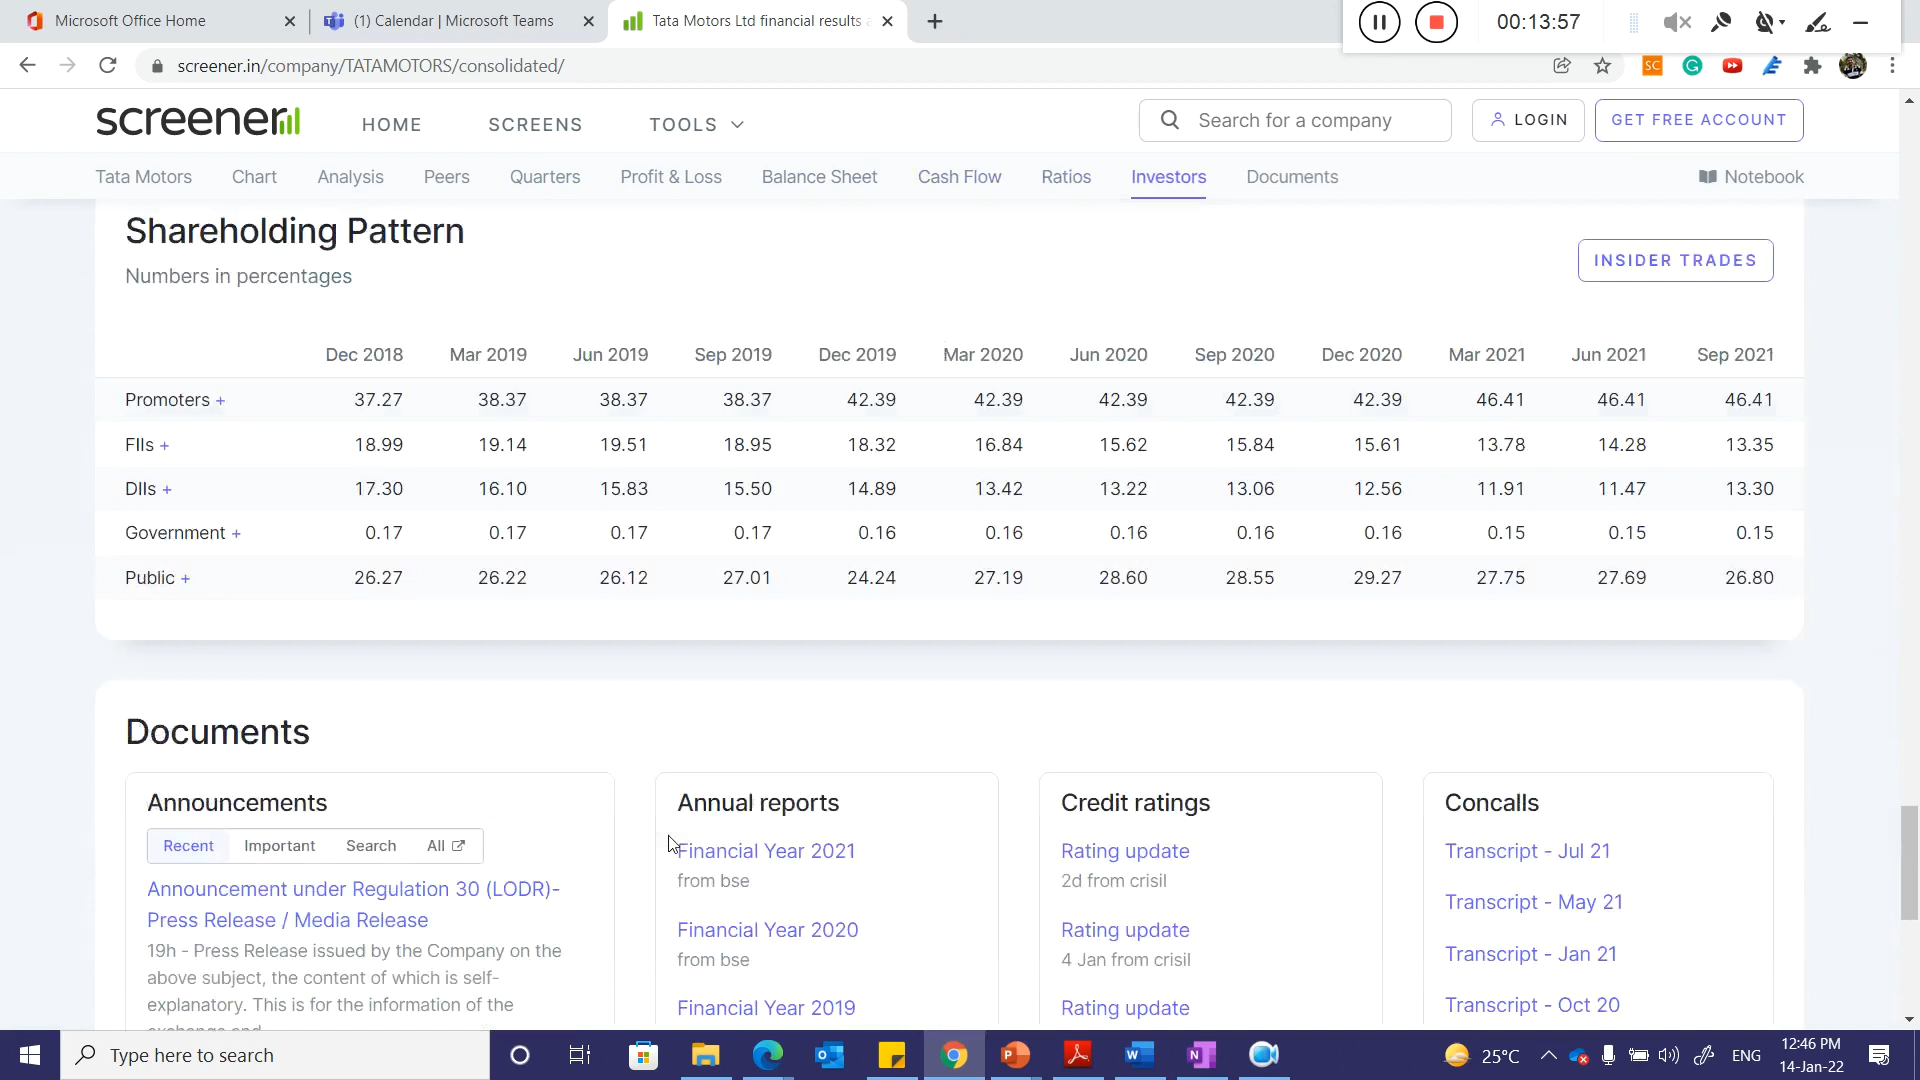 Microsoft Office Home
(1) Calendar | Microsoft Teams
Tata Motors Ltd financial results a
00:13:57
screener.in/company/TATAMOTORS/consolidated/
screener
HOME
SCREENS
TOOLS
Search for a company
LOGIN
GET FREE ACCOUNT
Tata Motors Chart Analysis Peers Quarters Profit & Loss Balance Sheet Cash Flow Ratios Investors Documents Notebook
Shareholding Pattern
Numbers in percentages
INSIDER TRADES
Dec 2018 Mar 2019 Jun 2019 Sep 2019 Dec 2019 Mar 2020 Jun 2020 Sep 2020 Dec 2020 Mar 2021 Jun 2021 Sep 2021
Promoters + 37.27 38.37 38.37 38.37 42.39 42.39 42.39 42.39 42.39 46.41 46.41 46.41
FIIs + 18.99 19.14 19.51 18.95 18.32 16.84 15.62 15.84 15.61 13.78 14.28 13.35
DIIs + 17.30 16.10 15.83 15.50 14.89 13.42 13.22 13.06 12.56 11.91 11.47 13.30
Government + 0.17 0.17 0.17 0.17 0.16 0.16 0.16 0.16 0.16 0.15 0.15 0.15
Public + 26.27 26.22 26.12 27.01 24.24 27.19 28.60 28.55 29.27 27.75 27.69 26.80
Documents
Announcements
Recent Important Search All
Announcement under Regulation 30 (LODR)-
Press Release / Media Release
19h - Press Release issued by the Company on the
above subject, the content of which is self-
explanatory. This is for the information of the
exchange and
Annual reports
Financial Year 2021
from bse
Financial Year 2020
from bse
Financial Year 2019
Credit ratings
Rating update
2d from crisil
Rating update
4 Jan from crisil
Rating update
Concalls
Transcript - Jul 21
Transcript - May 21
Transcript - Jan 21
Transcript - Oct 20
Type here to search
25°C
ENG
12:46 PM
14-Jan-22